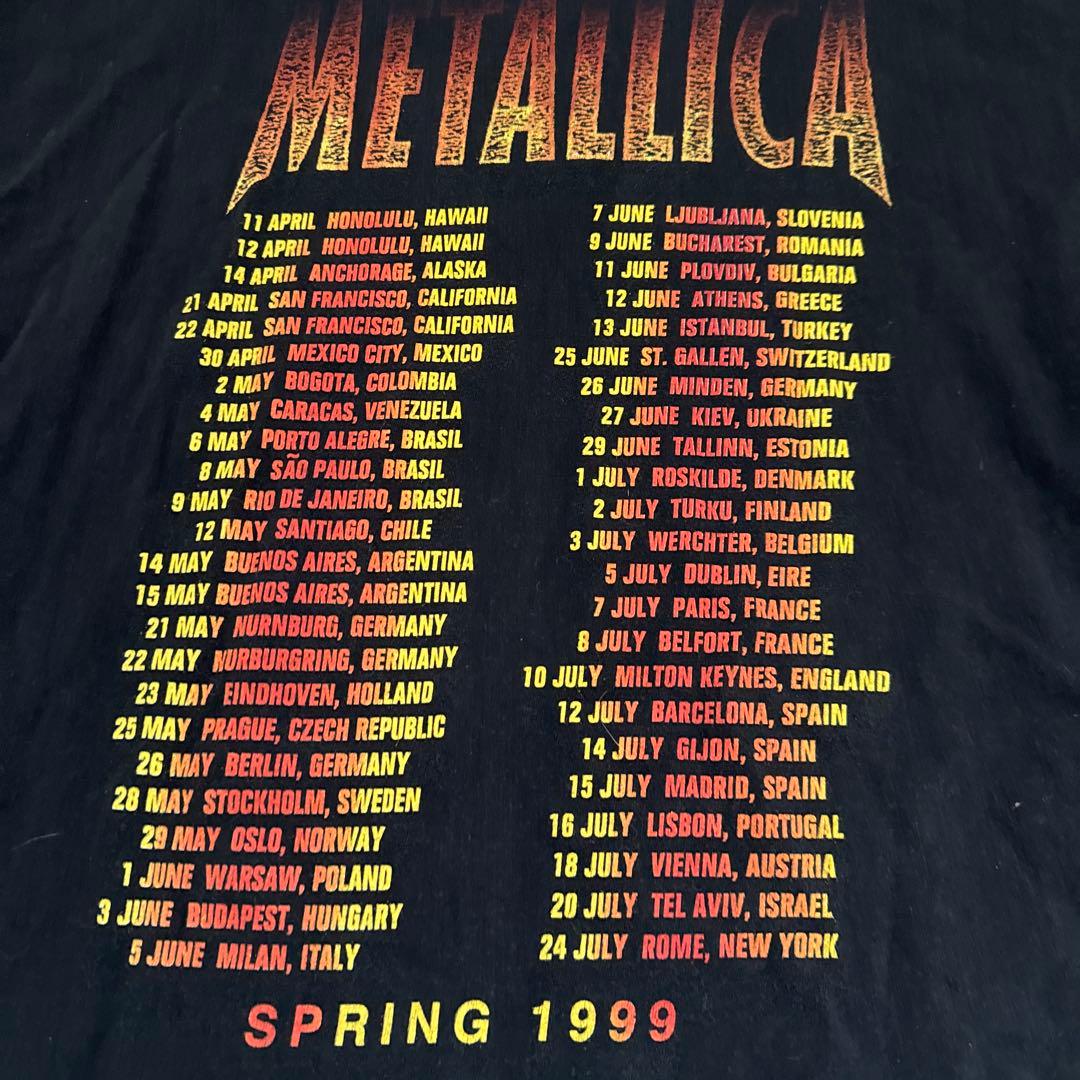 METALLICA
11 APRIL HONOLULU, HAWAII
12 APRIL HONOLULU, HAWAII
14 APRIL ANCHORAGE, ALASKA
21 APRIL SAN FRANCISCO, CALIFORNIA
22 APRIL SAN FRANCISCO, CALIFORNIA
30 APRIL MEXICO CITY, MEXICO
2 MAY BOGOTA, COLOMBIA
4 MAY CARACAS, VENEZUELA
6 MAY PORTO ALEGRE, BRASIL
8 MAY SÃO PAULO, BRASIL
9 MAY RIO DE JANEIRO, BRASIL
12 MAY SANTIAGO, CHILE
14 MAY BUENOS AIRES, ARGENTINA
15 MAY BUENOS AIRES, ARGENTINA
21 MAY NURNBURG, GERMANY
22 MAY NURBURGRING, GERMANY
23 MAY EINDHOVEN, HOLLAND
25 MAY PRAGUE, CZECH REPUBLIC
26 MAY BERLIN, GERMANY
28 MAY STOCKHOLM, SWEDEN
29 MAY OSLO, NORWAY
1 JUNE WARSAW, POLAND
3 JUNE BUDAPEST, HUNGARY
5 JUNE MILAN, ITALY
7 JUNE LJUBLJANA, SLOVENIA
9 JUNE BUCHAREST, ROMANIA
11 JUNE PLOVDIV, BULGARIA
12 JUNE ATHENS, GREECE
13 JUNE ISTANBUL, TURKEY
25 JUNE ST. GALLEN, SWITZERLAND
26 JUNE MINDEN, GERMANY
27 JUNE KIEV, UKRAINE
29 JUNE TALLINN, ESTONIA
1 JULY ROSKILDE, DENMARK
2 JULY TURKU, FINLAND
3 JULY WERCHTER, BELGIUM
5 JULY DUBLIN, EIRE
7 JULY PARIS, FRANCE
8 JULY BELFORT, FRANCE
10 JULY MILTON KEYNES, ENGLAND
12 JULY BARCELONA, SPAIN
14 JULY GIJON, SPAIN
15 JULY MADRID, SPAIN
16 JULY LISBON, PORTUGAL
18 JULY VIENNA, AUSTRIA
20 JULY TEL AVIV, ISRAEL
24 JULY ROME, NEW YORK
SPRING 1999